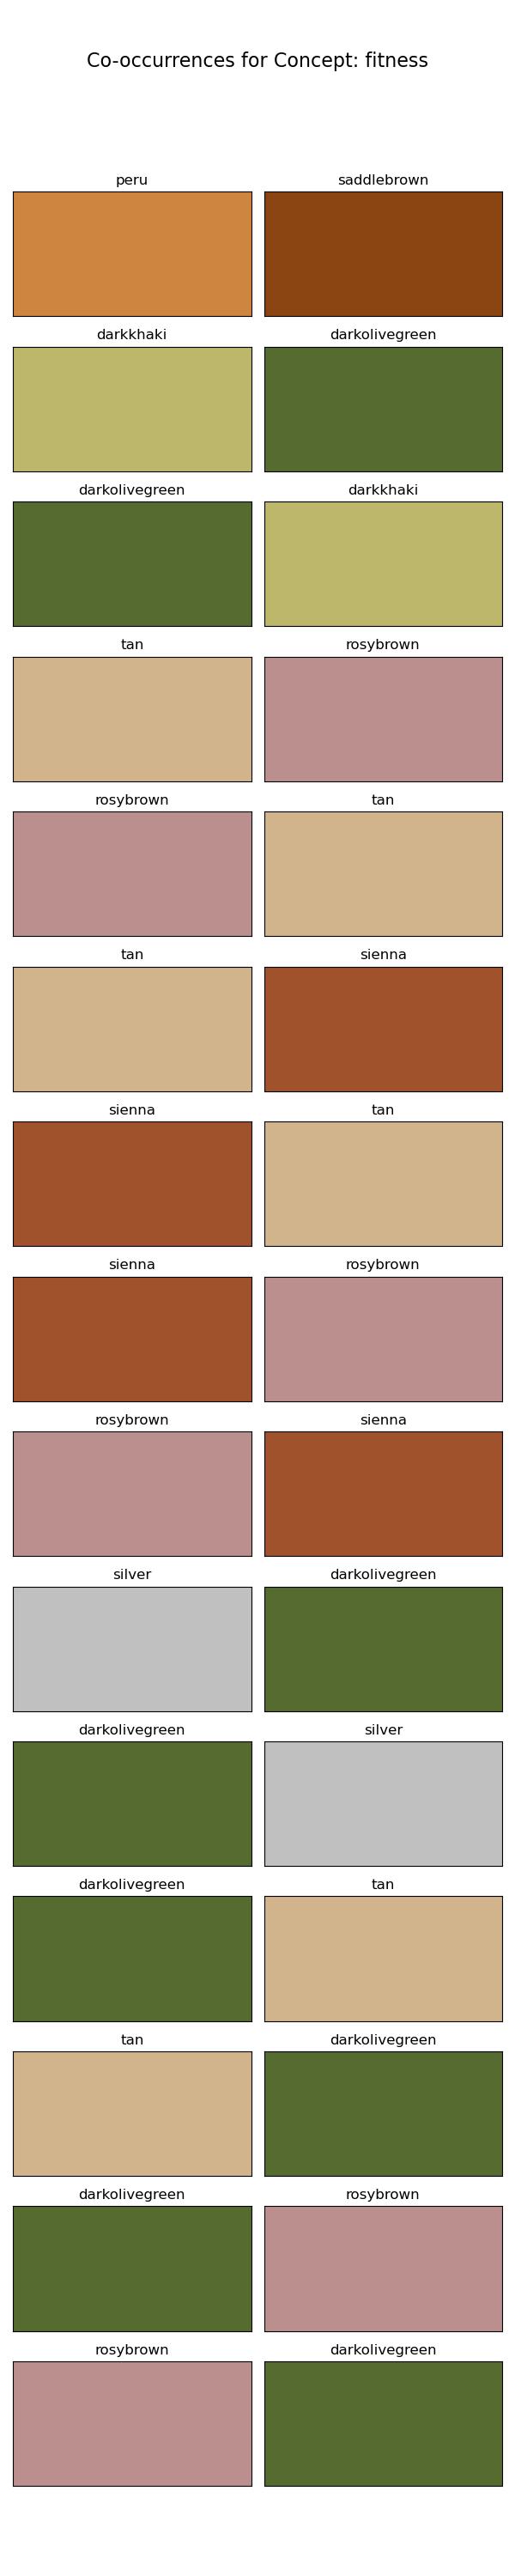 Co-occurrences for Concept: fitness
peru saddlebrown
darkkhaki darkolivegreen
darkolivegreen darkkhaki
tan rosybrown
rosybrown tan
tan sienna
sienna tan
sienna rosybrown
rosybrown sienna
silver darkolivegreen
darkolivegreen silver
darkolivegreen tan
tan darkolivegreen
darkolivegreen rosybrown
rosybrown darkolivegreen